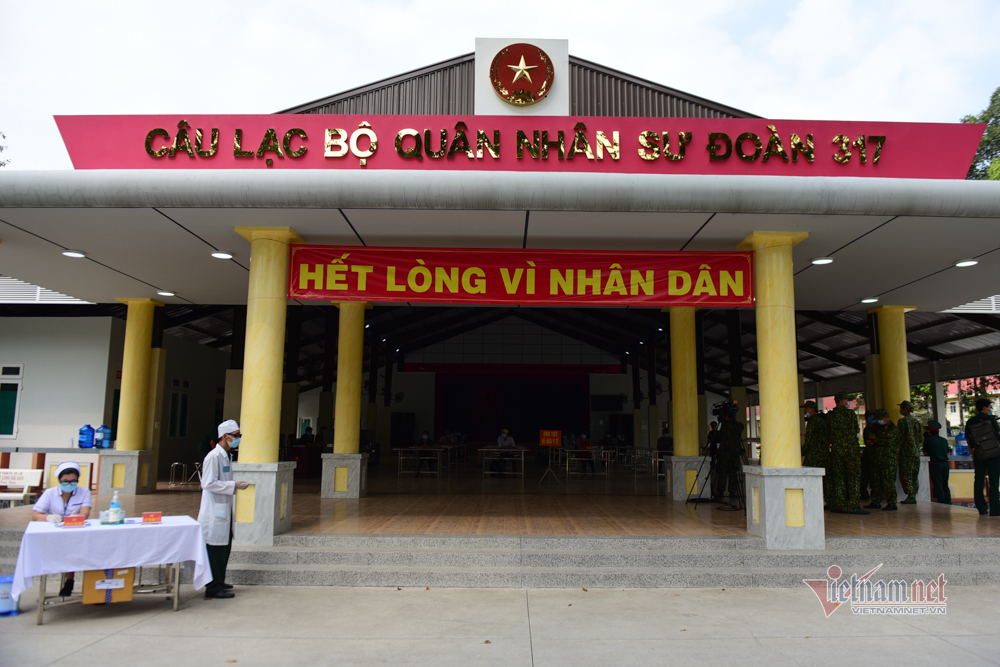 CÂU LẠC BỘ QUÂN NHÂN SƯ ĐOÀN 317
HẾT LÒNG VÌ NHÂN DÂN
Vietnamnet
VIETNAMNET.VN